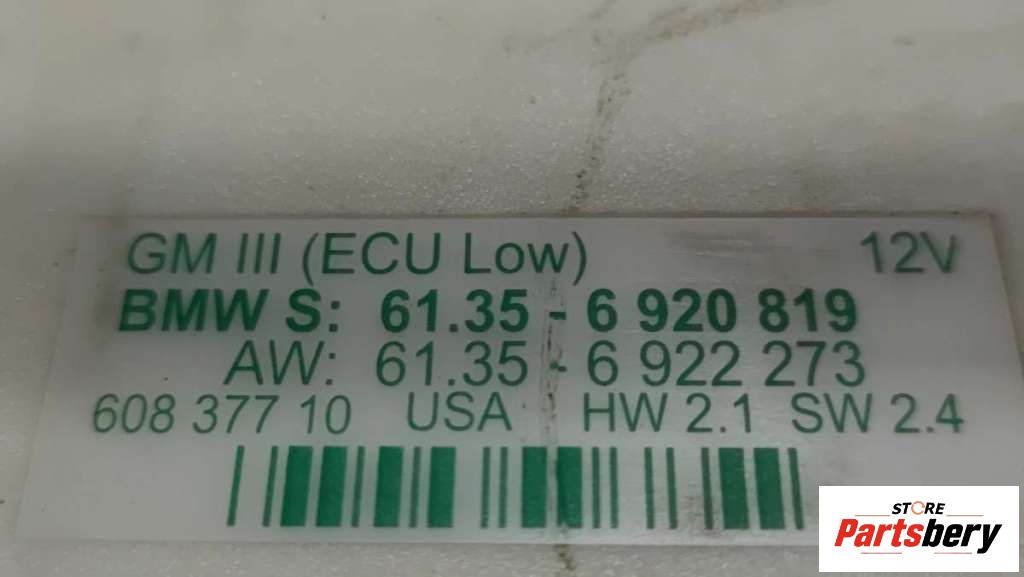 GM III (ECU Low) 12V
BMW S: 61.35 - 6 920 819
AW: 61.35 - 6 922 273
608 377 10 USA HW 2.1 SW 2.4
STORE
Partsbery